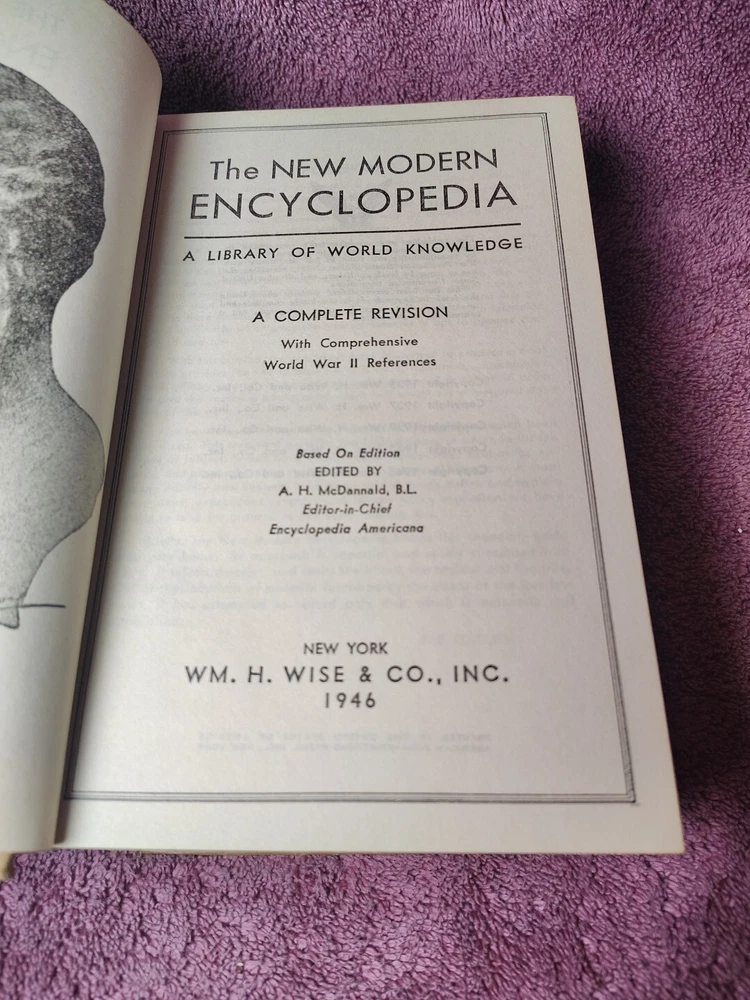 The NEW MODERN
ENCYCLOPEDIA
A LIBRARY OF WORLD KNOWLEDGE
A COMPLETE REVISION
With Comprehensive
World War II References
Based On Edition
EDITED BY
A. H. McDannald, B.L.
Editor-in-Chief
Encyclopedia Americana
NEW YORK
WM. H. WISE & CO., INC.
1946